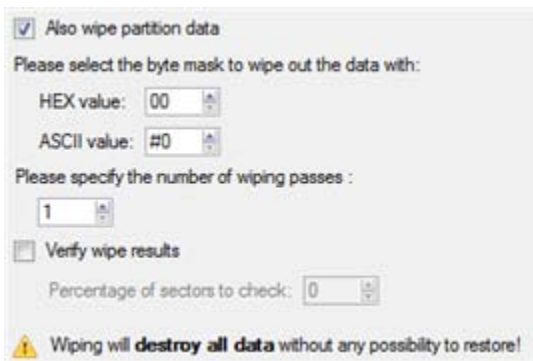 Also wipe partition data
Please select the byte mask to wipe out the data with:
HEX value: 00
ASCII value: #0
Please specify the number of wiping passes :
1
Verify wipe results
Percentage of sectors to check: 0
Wiping will destroy all data without any possibility to restore!